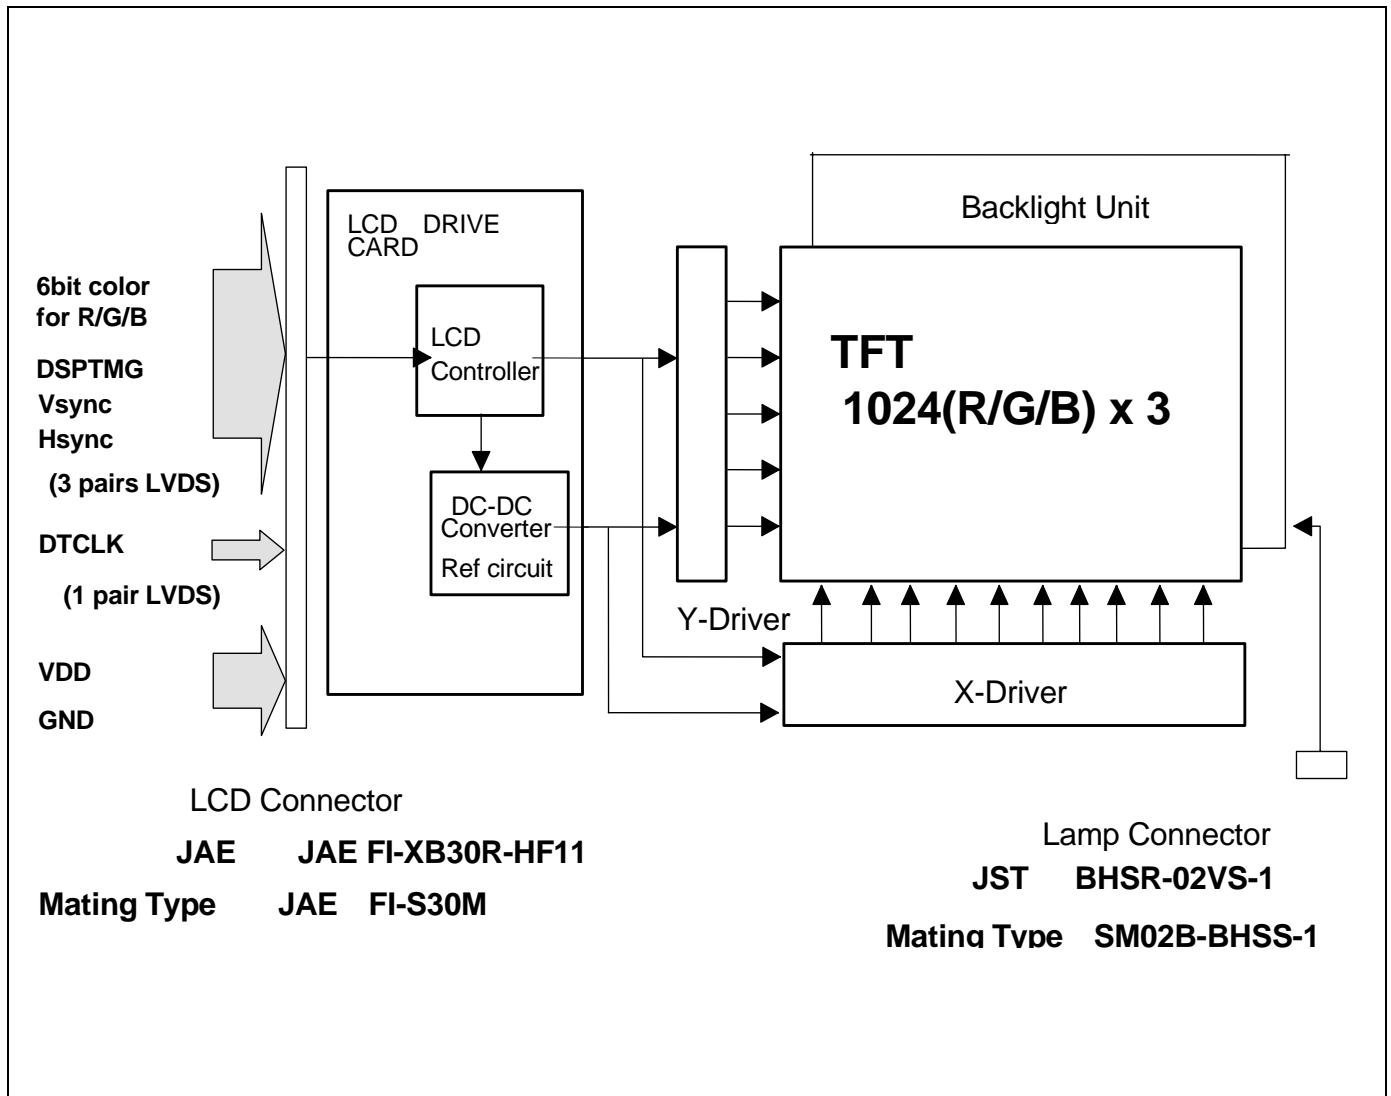 LCD DRIVE
CARD
Backlight Unit
6bit color
for R/G/B
DSPTMG
Vsync
Hsync
(3 pairs LVDS)
DTCLK
(1 pair LVDS)
VDD
GND
LCD
Controller
DC-DC
Converter
Ref circuit
TFT
1024(R/G/B) x 3
Y-Driver
X-Driver
LCD Connector
JAE JAE FI-XB30R-HF11
Mating Type JAE FI-S30M
Lamp Connector
JST BHSR-02VS-1
Mating Type SM02B-BHSS-1